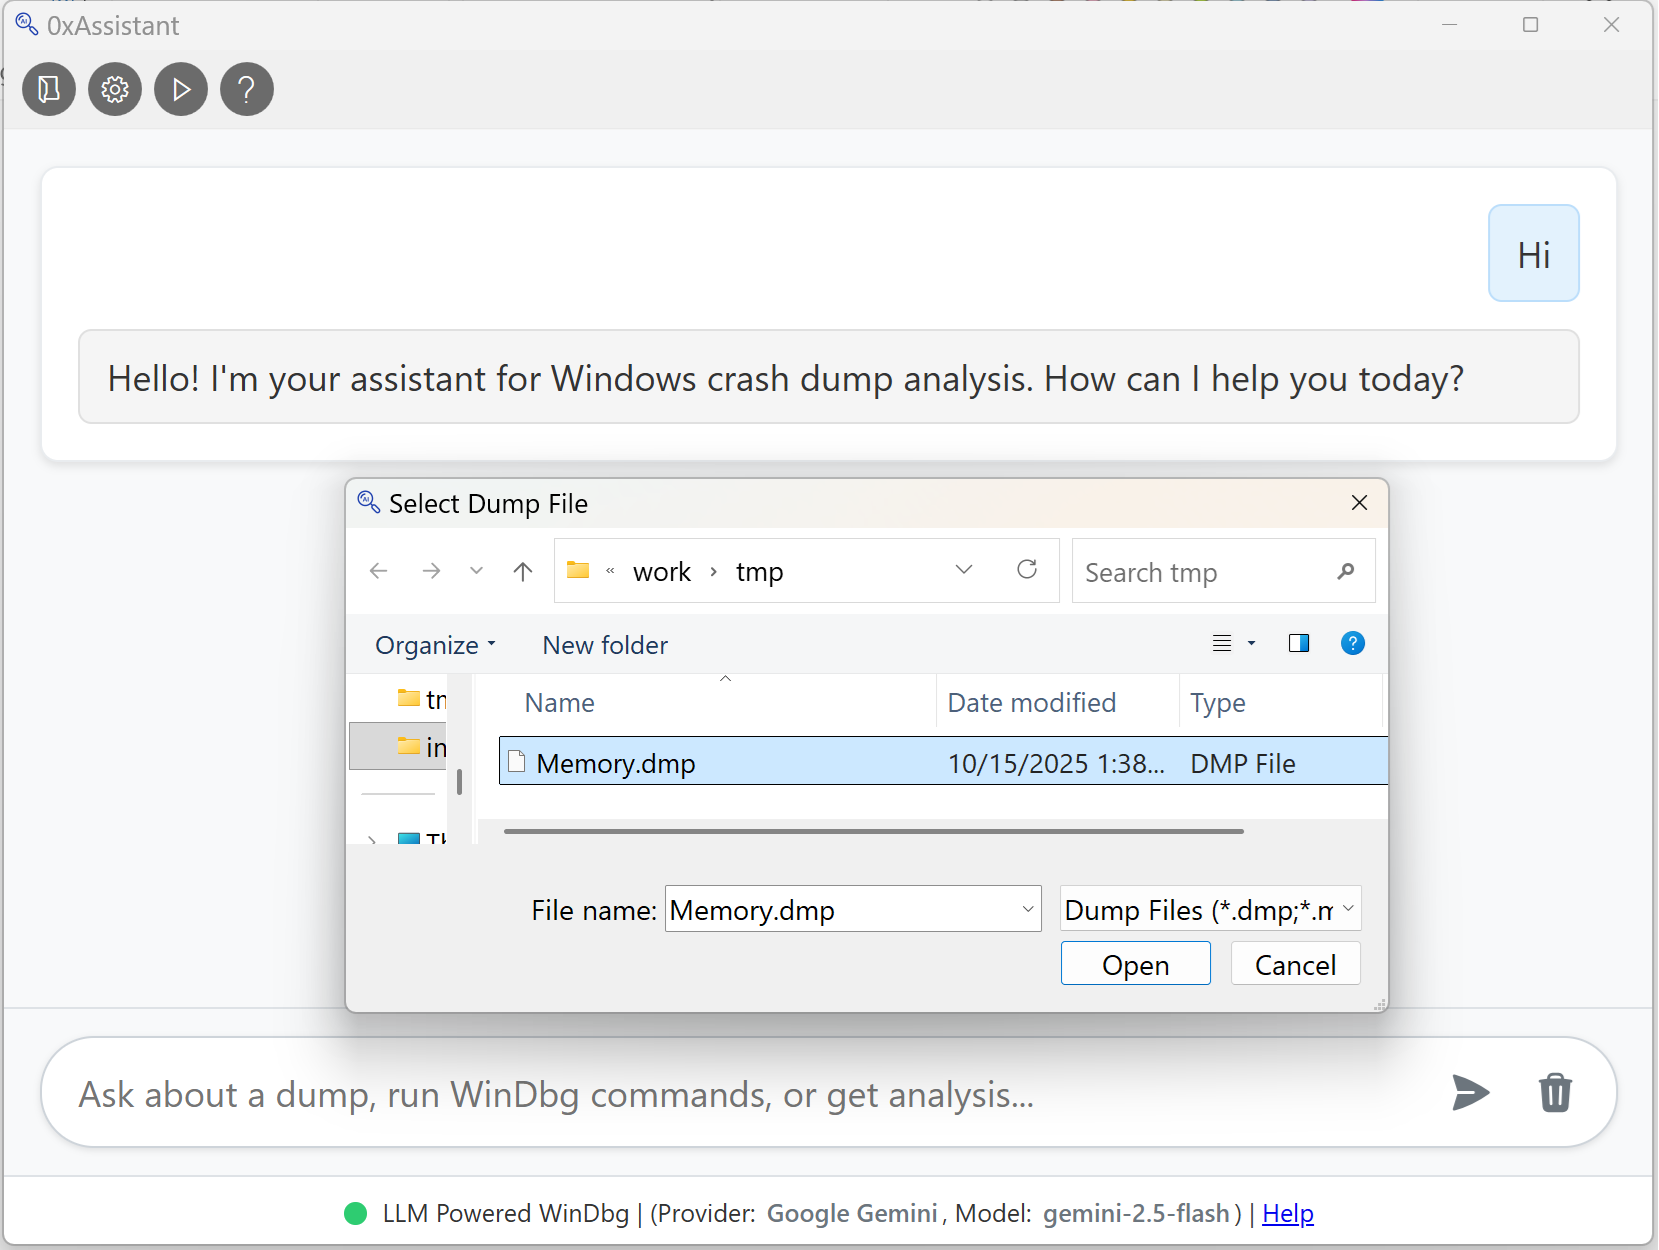 0xAssistant
Hi
Hello! I'm your assistant for Windows crash dump analysis. How can I help you today?
Select Dump File
« work › tmp
Search tmp
Organize
New folder
Name
Date modified
Type
Memory.dmp
10/15/2025 1:38...
DMP File
File name:
Memory.dmp
Dump Files (*.dmp;*.m
Open
Cancel
Ask about a dump, run WinDbg commands, or get analysis...
LLM Powered WinDbg | (Provider: Google Gemini, Model: gemini-2.5-flash) | Help